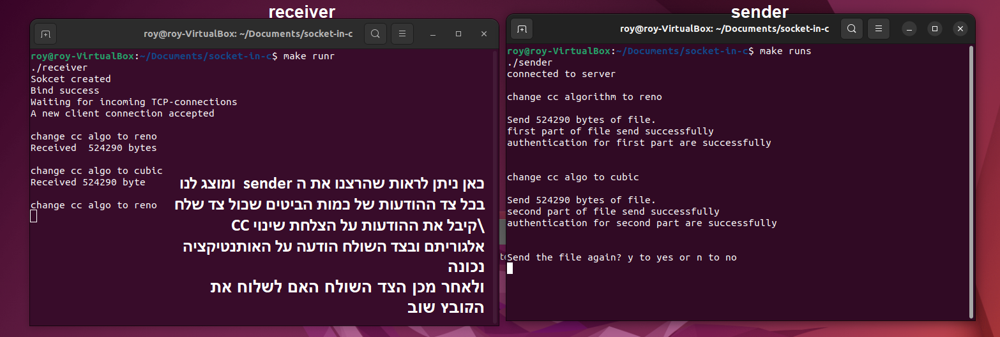 receiver
roy@roy-VirtualBox: ~/Documents/socket-in-c
roy@roy-VirtualBox:~/Documents/socket-in-c$ make runr
./receiver
Sokcet created
Bind success
Waiting for incoming TCP-connections
A new client connection accepted
change cc algo to reno
Received  524290 bytes
change cc algo to cubic
Received 524290 byte
change cc algo to reno
כאן ניתן לראות שהרצנו את ה sender ומוצג לנו
בכל צד ההודעות של כמות הביטים שכול צד שלח
\קיבל את ההודעות על הצלחת שינוי CC
אלגוריתם ובצד השולח הודעה על האותנטיקציה
נכונה
ולאחר מכן הצד השולח האם לשלוח את
הקובץ שוב
sender
roy@roy-VirtualBox: ~/Documents/socket-in-c
roy@roy-VirtualBox:~/Documents/socket-in-c$ make runs
./sender
connected to server
change cc algorithm to reno
Send 524290 bytes of file.
first part of file send successfully
authentication for first part are successfully
change cc algo to cubic
Send 524290 bytes of file.
second part of file send successfully
authentication for second part are successfully
Send the file again? y to yes or n to no